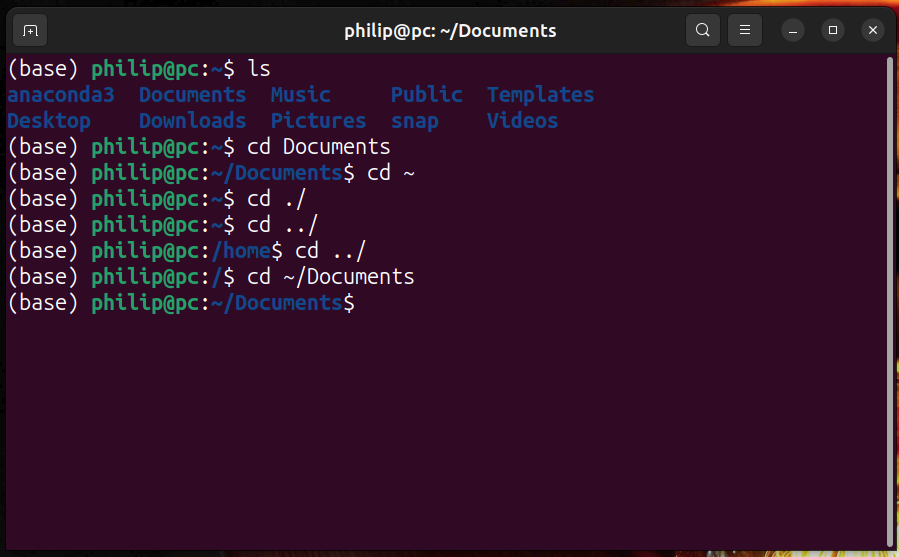 philip@pc: ~/Documents
(base) philip@pc:~$ ls
anaconda3  Documents  Music     Public  Templates
Desktop    Downloads  Pictures  snap    Videos
(base) philip@pc:~$ cd Documents
(base) philip@pc:~/Documents$ cd ~
(base) philip@pc:~$ cd ./
(base) philip@pc:~$ cd ../
(base) philip@pc:/home$ cd ../
(base) philip@pc:/$ cd ~/Documents
(base) philip@pc:~/Documents$